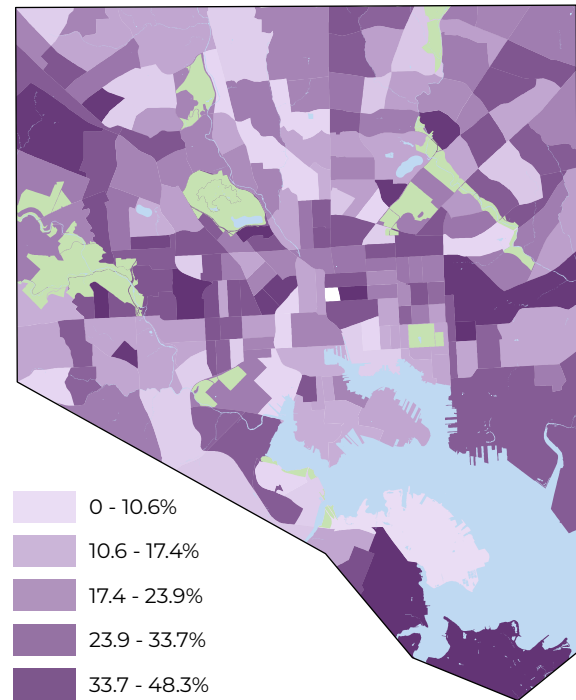 0 - 10.6%
10.6 - 17.4%
17.4 - 23.9%
23.9 - 33.7%
33.7 - 48.3%